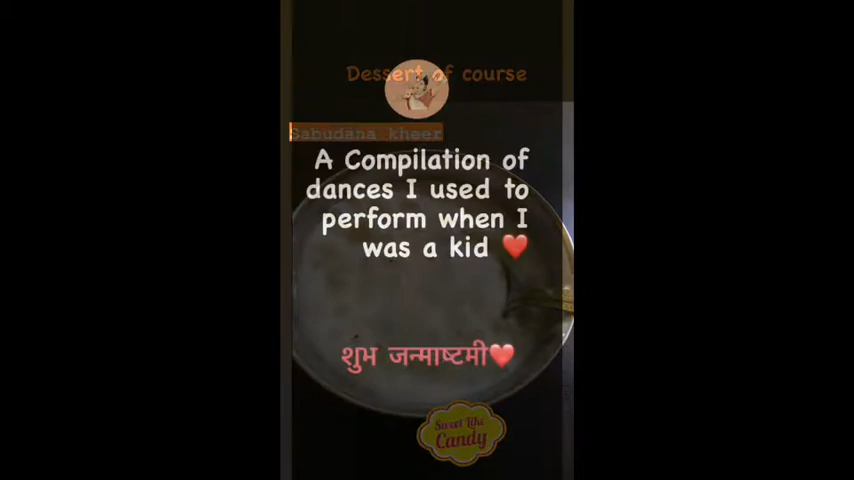 Dessert of course
Sabudana kheer
A Compilation of
dances I used to
perform when I
was a kid ❤️
शुभ जन्माष्टमी❤️
Sweet Like
Candy